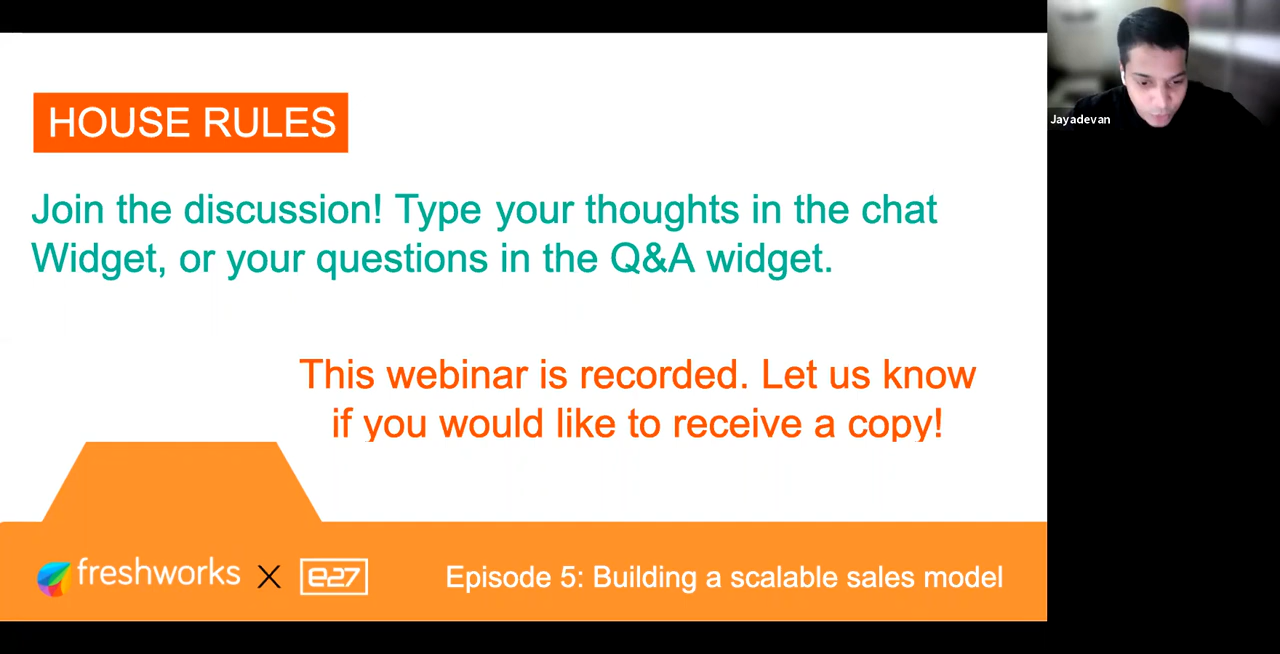 HOUSE RULES
Join the discussion! Type your thoughts in the chat
Widget, or your questions in the Q&A widget.
This webinar is recorded. Let us know
if you would like to receive a copy!
freshworks X e27
Episode 5: Building a scalable sales model
Jayadevan